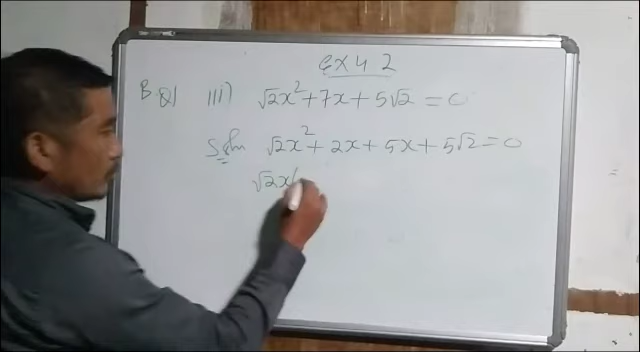 Ex 4 2
B. Q1 iii) √2x²+7x+5√2=0
Soln √2x²+2x+5x+5√2=0
√2x(